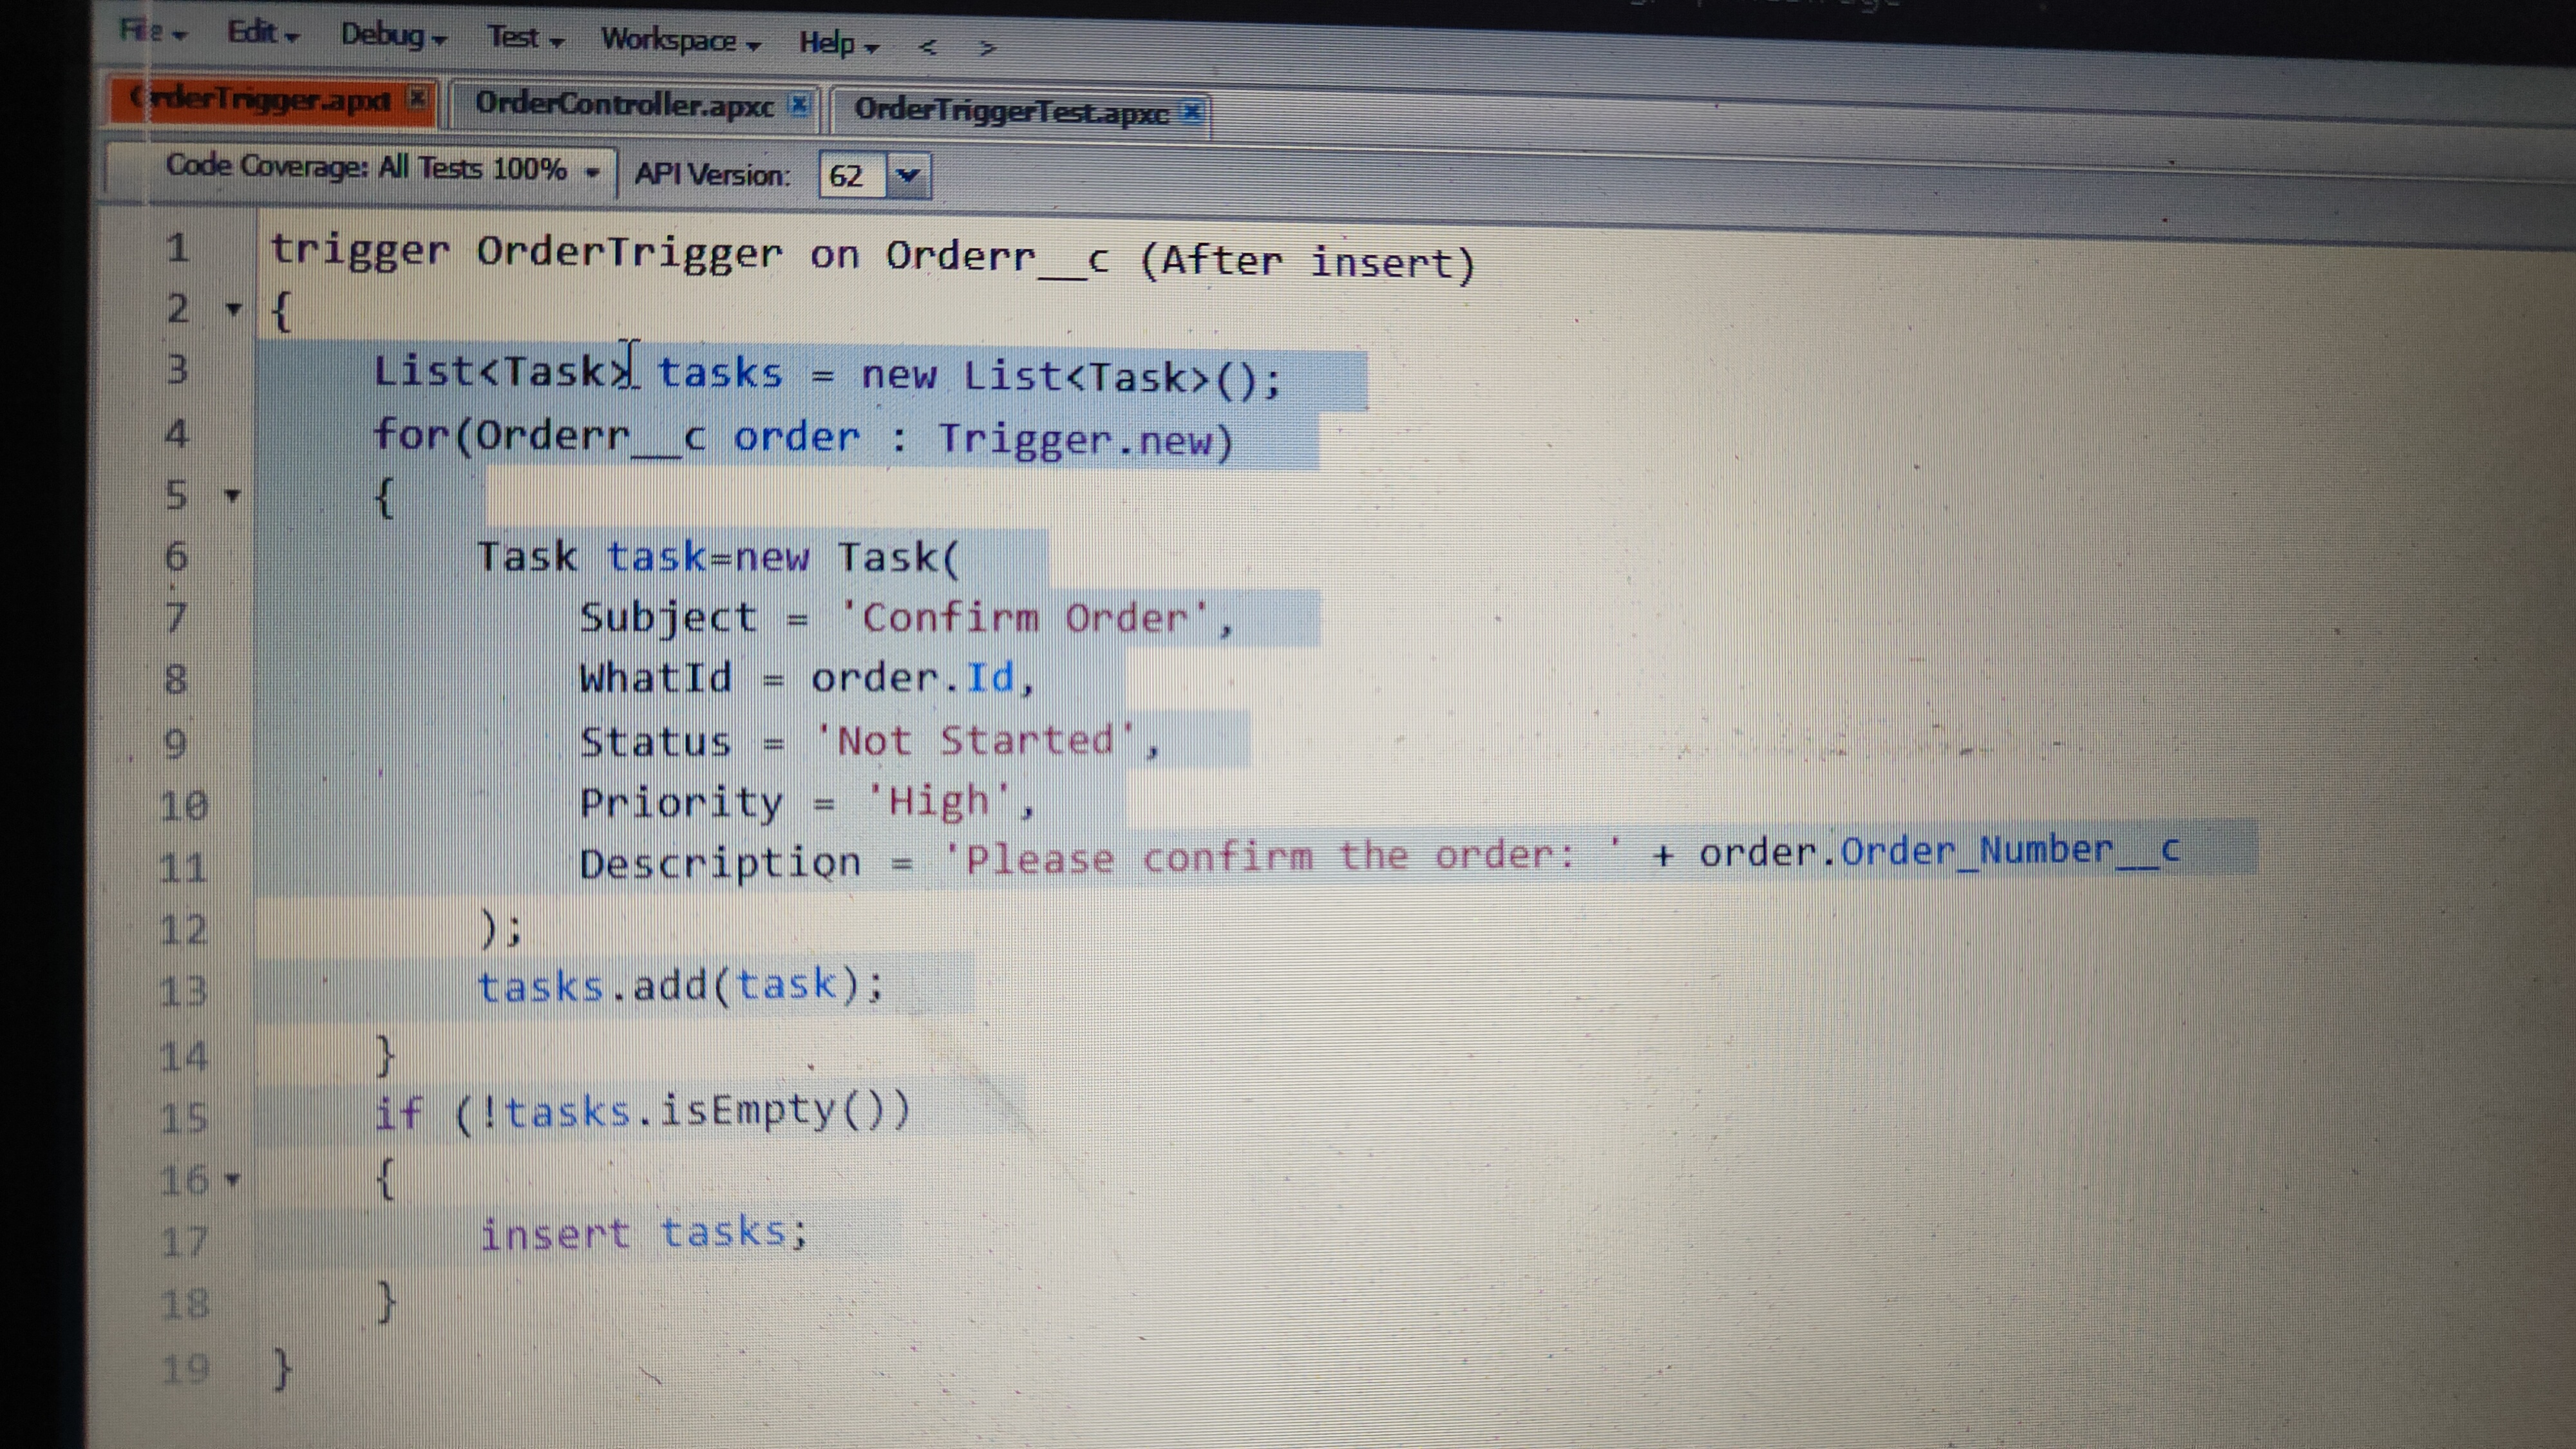 File Edit Debug Test Workspace Help < >
OrderTrigger.apxt OrderController.apxc OrderTriggerTest.apxc
Code Coverage: All Tests 100% API Version: 62
1 trigger OrderTrigger on Orderr__c (After insert)
2 {
3 List<Task> tasks = new List<Task>();
4 for(Orderr__c order : Trigger.new)
5 {
6 Task task=new Task(
7 Subject = 'Confirm Order',
8 WhatId = order.Id,
9 Status = 'Not Started',
10 Priority = 'High',
11 Description = 'Please confirm the order: ' + order.Order_Number__c
12 );
13 tasks.add(task);
14 }
15 if (!tasks.isEmpty())
16 {
17 insert tasks;
18 }
19 }